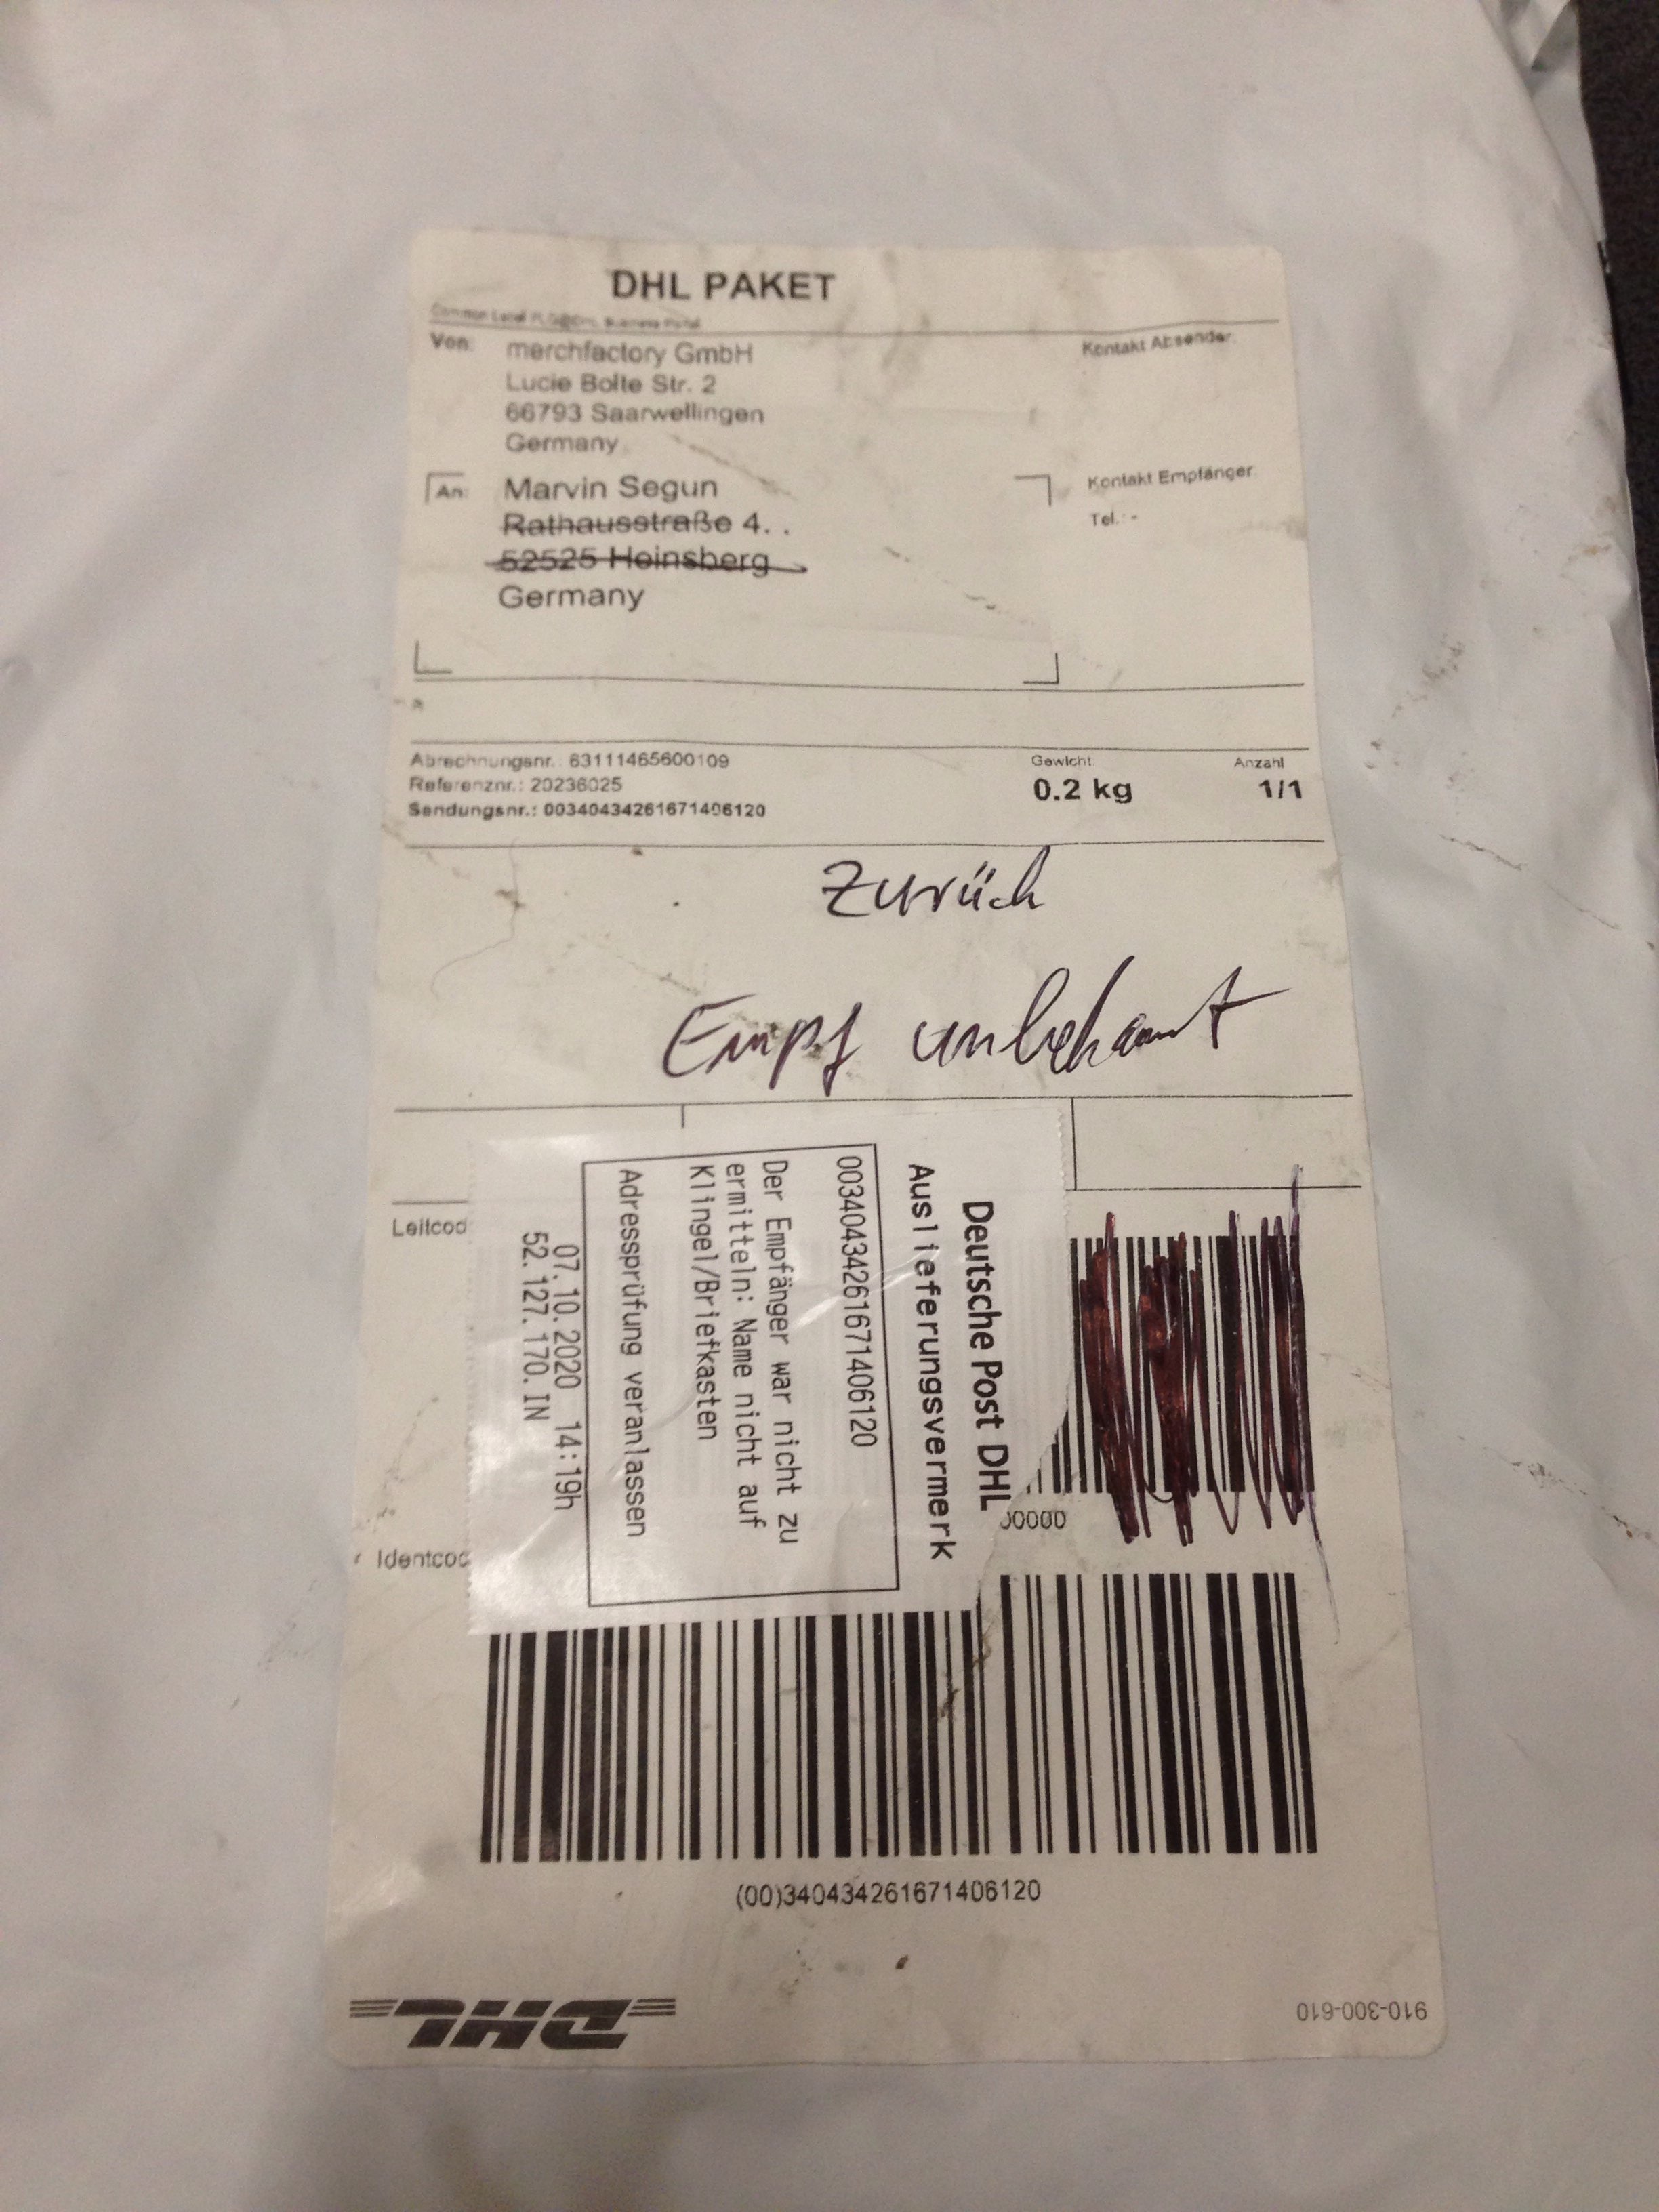 DHL PAKET
Von: merchfactory GmbH
Kontakt Absender:
Lucie Bolte Str. 2
66793 Saarwellingen
Germany
An: Marvin Segun
Kontakt Empfänger:
Rathausstraße 4. .
Tel.: -
52525 Heinsberg
Germany
Abrechnungsnr.: 63111465600109
Referenznr.: 20236025
Sendungsnr.: 00340434261671406120
Gewicht: Anzahl
0.2 kg 1/1
Zurück
Empf unbekannt
Deutsche Post DHL
Auslieferungsvermerk
00340434261671406120
Der Empfänger war nicht zu
ermitteln: Name nicht auf
Klingel/Briefkasten
Adressprüfung veranlassen
07.10.2020 14:19h
52.127.170.IN
Leitcod
00000
Identcod
(00)340434261671406120
DHL
910-300-610